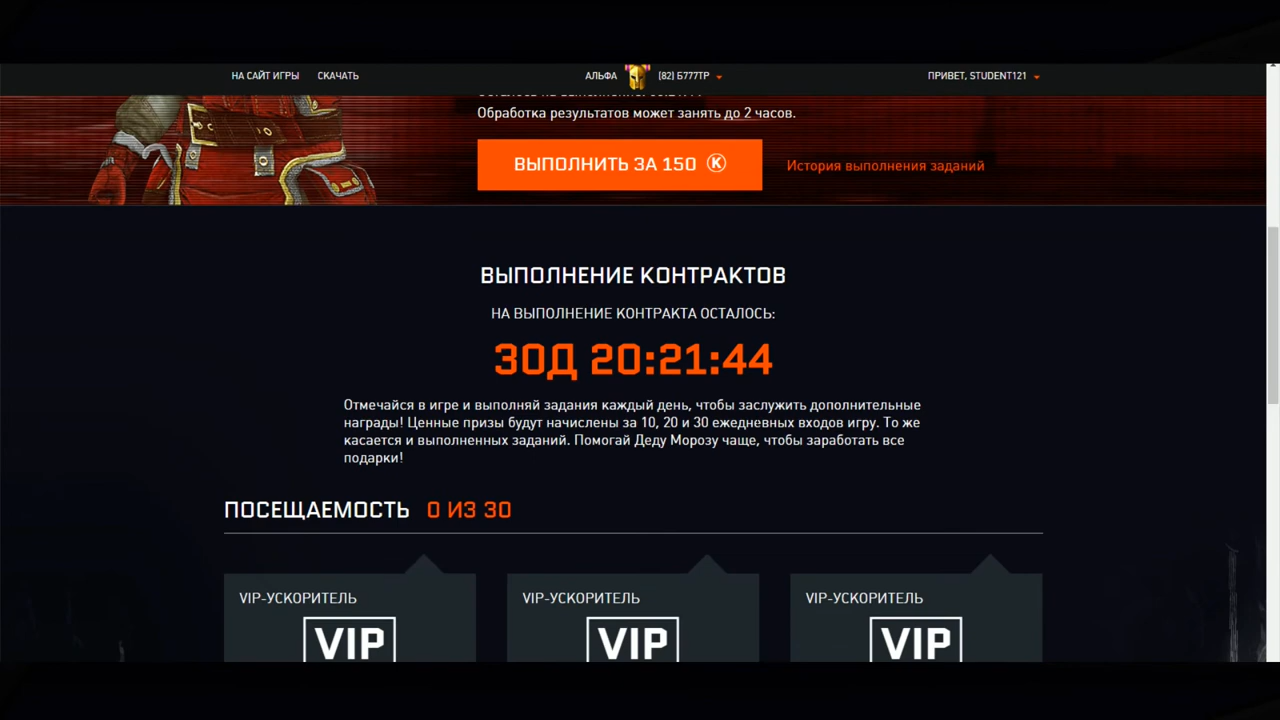 НА САЙТ ИГРЫ СКАЧАТЬ АЛЬФА (82) Б777ТР ПРИВЕТ, STUDENT121
Обработка результатов может занять до 2 часов.
ВЫПОЛНИТЬ ЗА 150 K История выполнения заданий
ВЫПОЛНЕНИЕ КОНТРАКТОВ
НА ВЫПОЛНЕНИЕ КОНТРАКТА ОСТАЛОСЬ:
30Д 20:21:44
Отмечайся в игре и выполняй задания каждый день, чтобы заслужить дополнительные
награды! Ценные призы будут начислены за 10, 20 и 30 ежедневных входов игру. То же
касается и выполненных заданий. Помогай Деду Морозу чаще, чтобы заработать все
подарки!
ПОСЕЩАЕМОСТЬ 0 ИЗ 30
VIP-УСКОРИТЕЛЬ VIP-УСКОРИТЕЛЬ VIP-УСКОРИТЕЛЬ
VIP VIP VIP